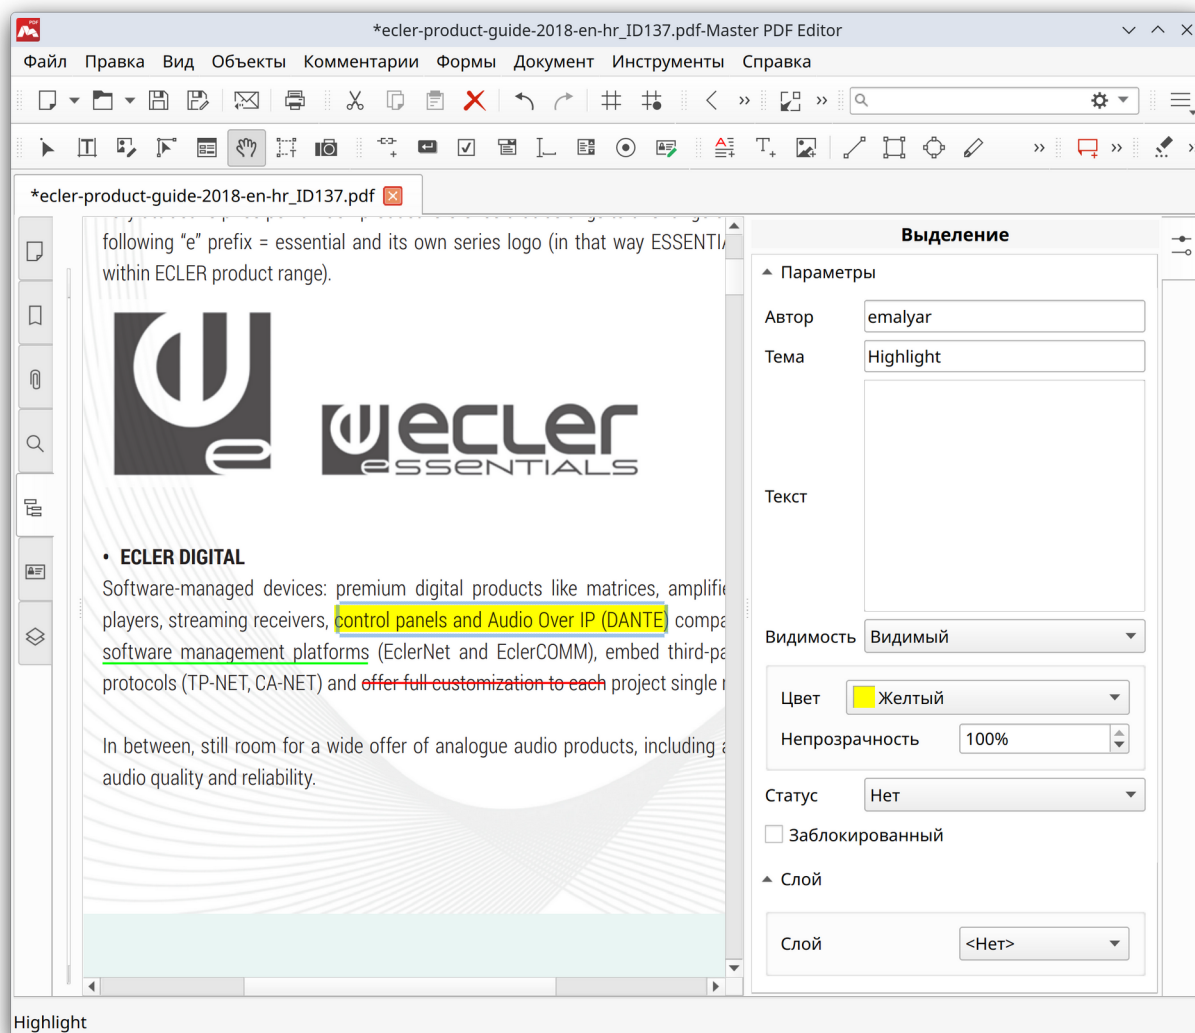 *ecler-product-guide-2018-en-hr_ID137.pdf-Master PDF Editor
Файл Правка Вид Объекты Комментарии Формы Документ Инструменты Справка
*ecler-product-guide-2018-en-hr_ID137.pdf
following “e” prefix = essential and its own series logo (in that way ESSENTIA
within ECLER product range).
e
ecler
essentials
• ECLER DIGITAL
Software-managed devices: premium digital products like matrices, amplifie
players, streaming receivers, control panels and Audio Over IP (DANTE) compa
software management platforms (EclerNet and EclerCOMM), embed third-pa
protocols (TP-NET, CA-NET) and offer full customization to each project single
In between, still room for a wide offer of analogue audio products, including a
audio quality and reliability.
Выделение
Параметры
Автор emalyar
Тема Highlight
Текст
Видимость Видимый
Цвет Желтый
Непрозрачность 100%
Статус Нет
Заблокированный
Слой
Слой <Нет>
Highlight